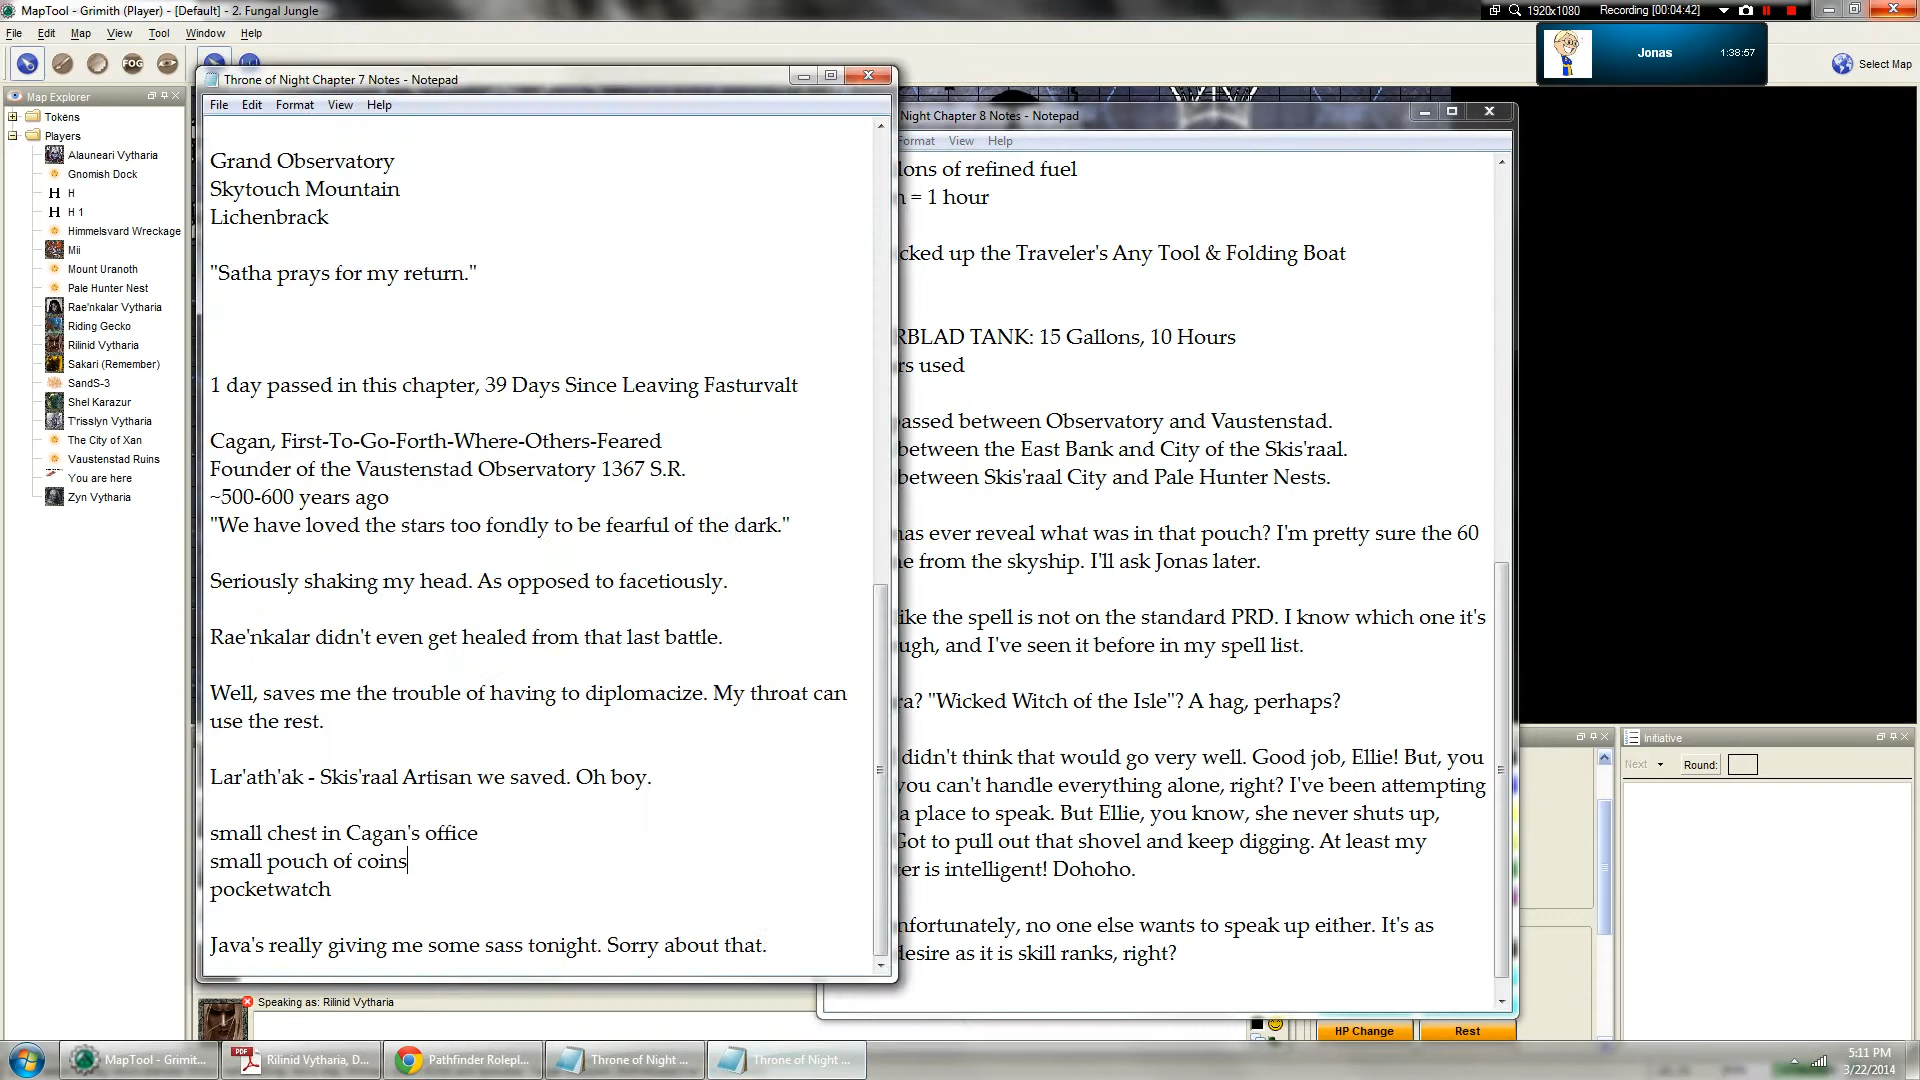 MapTool - Grimith (Player) - [Default] - 2. Fungal Jungle
1920x1080
Recording [00:04:42]
File Edit Map View Tool Window Help
FOG
Jonas
1:38:57
Select Map
Map Explorer
Tokens
Players
Alauneari Vytharia
Gnomish Dock
H H
H H 1
Himmelsvard Wreckage
Mii
Mount Uranoth
Pale Hunter Nest
Rae'nkalar Vytharia
Riding Gecko
Rilinid Vytharia
Sakari (Remember)
SandS-3
Shel Karazur
T'risslyn Vytharia
The City of Xan
Vaustenstad Ruins
You are here
Zyn Vytharia
Throne of Night Chapter 7 Notes - Notepad
File Edit Format View Help
Grand Observatory
Skytouch Mountain
Lichenbrack
"Satha prays for my return."
1 day passed in this chapter, 39 Days Since Leaving Fasturvalt
Cagan, First-To-Go-Forth-Where-Others-Feared
Founder of the Vaustenstad Observatory 1367 S.R.
~500-600 years ago
"We have loved the stars too fondly to be fearful of the dark."
Seriously shaking my head. As opposed to facetiously.
Rae'nkalar didn't even get healed from that last battle.
Well, saves me the trouble of having to diplomacize. My throat can
use the rest.
Lar'ath'ak - Skis'raal Artisan we saved. Oh boy.
small chest in Cagan's office
small pouch of coins
pocketwatch
Java's really giving me some sass tonight. Sorry about that.
Night Chapter 8 Notes - Notepad
Format View Help
lons of refined fuel
= 1 hour
cked up the Traveler's Any Tool & Folding Boat
RBLAD TANK: 15 Gallons, 10 Hours
rs used
assed between Observatory and Vaustenstad.
between the East Bank and City of the Skis'raal.
between Skis'raal City and Pale Hunter Nests.
has ever reveal what was in that pouch? I'm pretty sure the 60
ne from the skyship. I'll ask Jonas later.
like the spell is not on the standard PRD. I know which one it's
ugh, and I've seen it before in my spell list.
ra? "Wicked Witch of the Isle"? A hag, perhaps?
didn't think that would go very well. Good job, Ellie! But, you
you can't handle everything alone, right? I've been attempting
a place to speak. But Ellie, you know, she never shuts up,
Got to pull out that shovel and keep digging. At least my
ter is intelligent! Dohoho.
nfortunately, no one else wants to speak up either. It's as
desire as it is skill ranks, right?
Initiative
Next
Round:
Speaking as: Rilinid Vytharia
HP Change
Rest
MapTool - Grimit...
PDF
Rilinid Vytharia, D...
Pathfinder Rolepl...
Throne of Night ...
Throne of Night ...
5:11 PM
3/22/2014